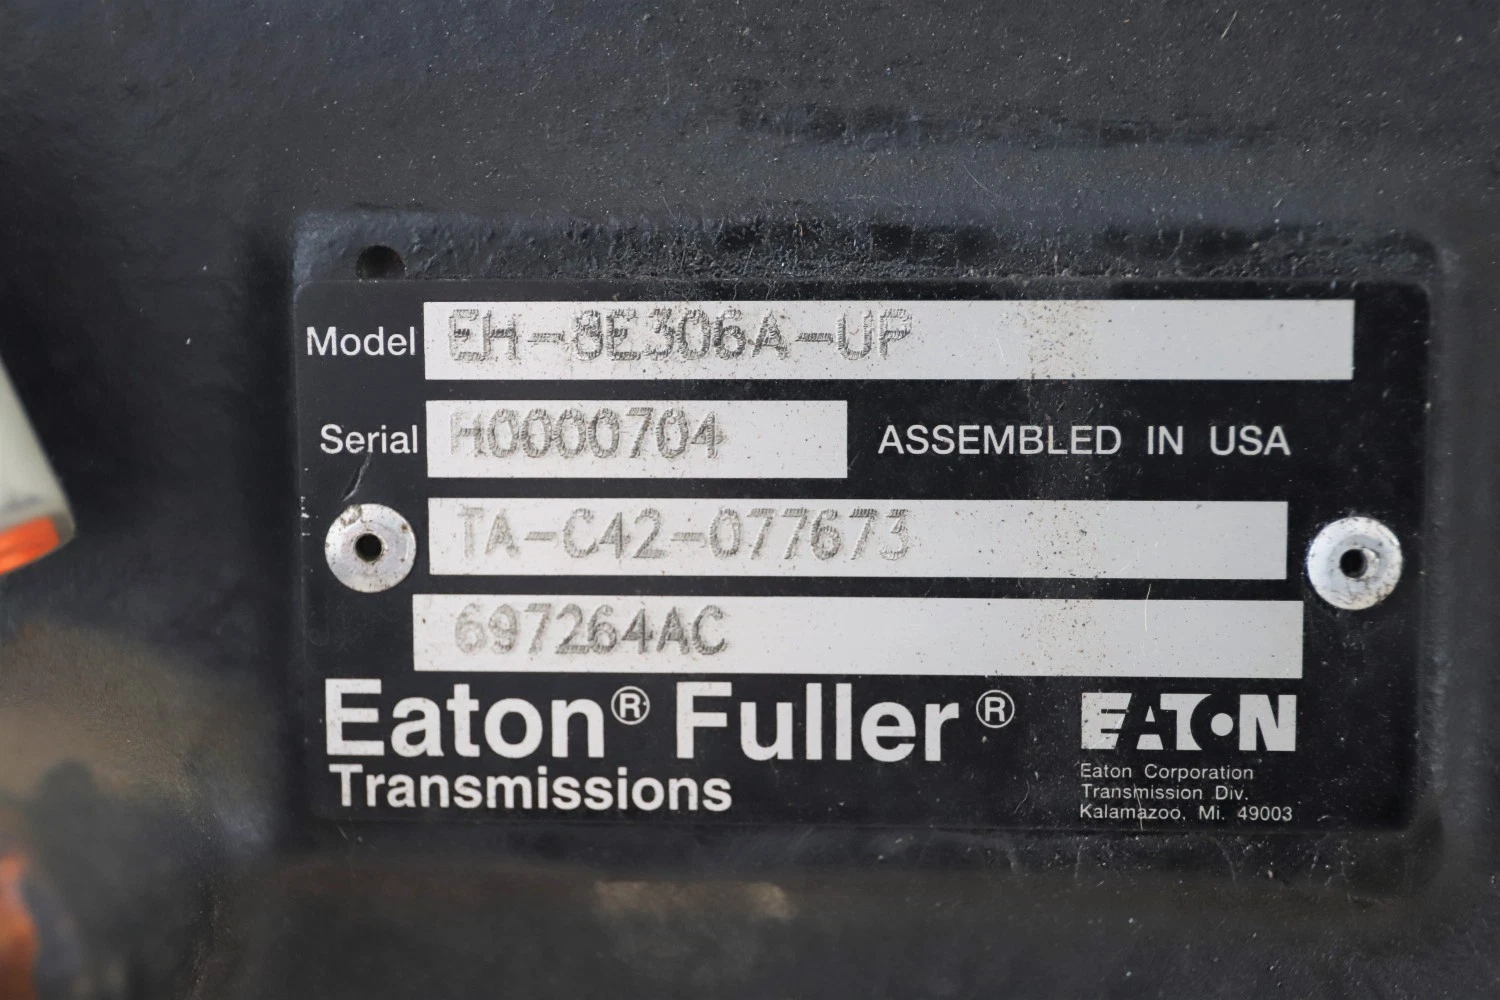 Model EH-8E306A-UP
Serial H0000704 ASSEMBLED IN USA
TA-C42-077673
697264AC
Eaton® Fuller®
Transmissions
EATON
Eaton Corporation
Transmission Div.
Kalamazoo, Mi. 49003